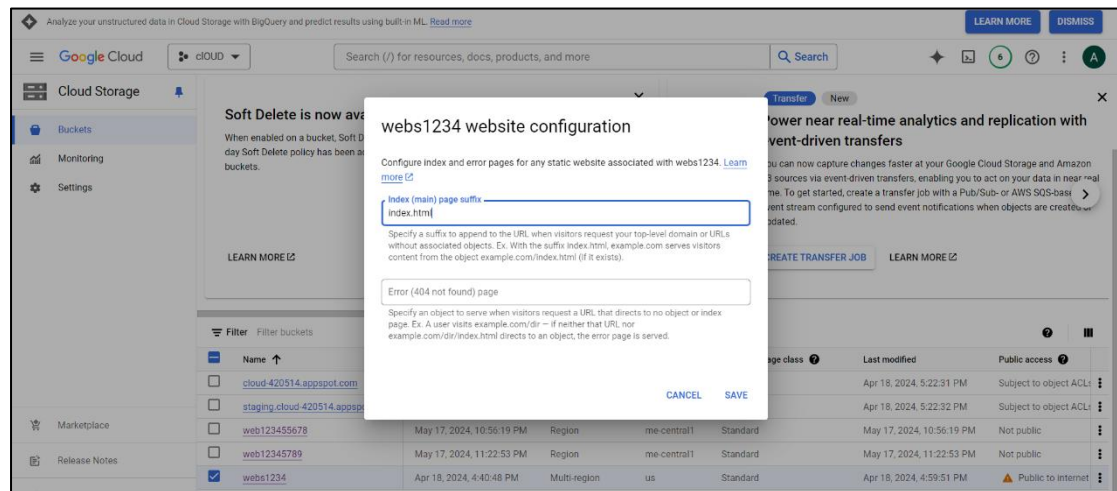 Analyze your unstructured data in Cloud Storage with BigQuery and predict results using built-in ML. Read more
LEARN MORE
DISMISS
Google Cloud
clOUD
Search (/) for resources, docs, products, and more
Search
6
A
Cloud Storage
Buckets
Monitoring
Settings
Marketplace
Release Notes
Soft Delete is now ava
When enabled on a bucket, Soft D
day Soft Delete policy has been a
buckets.
LEARN MORE
Transfer
New
Power near real-time analytics and replication with
event-driven transfers
ou can now capture changes faster at your Google Cloud Storage and Amazon
3 sources via event-driven transfers, enabling you to act on your data in near real
me. To get started, create a transfer job with a Pub/Sub- or AWS SQS-base
vent stream configured to send event notifications when objects are created or
pdated.
CREATE TRANSFER JOB
LEARN MORE
webs1234 website configuration
Configure index and error pages for any static website associated with webs1234. Learn
more
Index (main) page suffix
index.html
Specify a suffix to append to the URL when visitors request your top-level domain or URLs
without associated objects. Ex. With the suffix index.html, example.com serves visitors
content from the object example.com/index.html (if it exists).
Error (404 not found) page
Specify an object to serve when visitors request a URL that directs to no object or index
page. Ex. A user visits example.com/dir — if neither that URL nor
example.com/dir/index.html directs to an object, the error page is served.
CANCEL
SAVE
Filter Filter buckets
Name
age class
Last modified
Public access
cloud-420514.appspot.com
Apr 18, 2024, 5:22:31 PM
Subject to object ACLs
staging.cloud-420514.appspo
Apr 18, 2024, 5:22:32 PM
Subject to object ACLs
web123455678
May 17, 2024, 10:56:19 PM
Region
me-central1
Standard
May 17, 2024, 10:56:19 PM
Not public
web12345789
May 17, 2024, 11:22:53 PM
Region
me-central1
Standard
May 17, 2024, 11:22:53 PM
Not public
webs1234
Apr 18, 2024, 4:40:48 PM
Multi-region
us
Standard
Apr 18, 2024, 4:59:51 PM
Public to internet